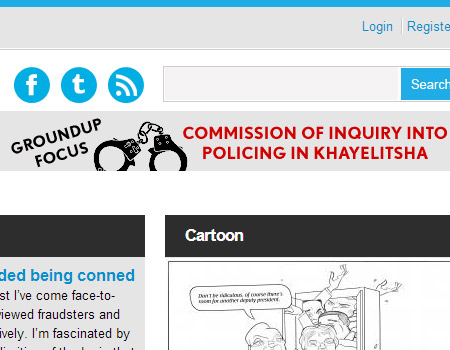 Login
Registe
Search
GROUNDUP
FOCUS
COMMISSION OF INQUIRY INTO
POLICING IN KHAYELITSHA
Cartoon
ded being conned
st I've come face-to-
viewed fraudsters and
ively. I'm fascinated by
Don't be ridiculous, of course there's
room for another deputy president.